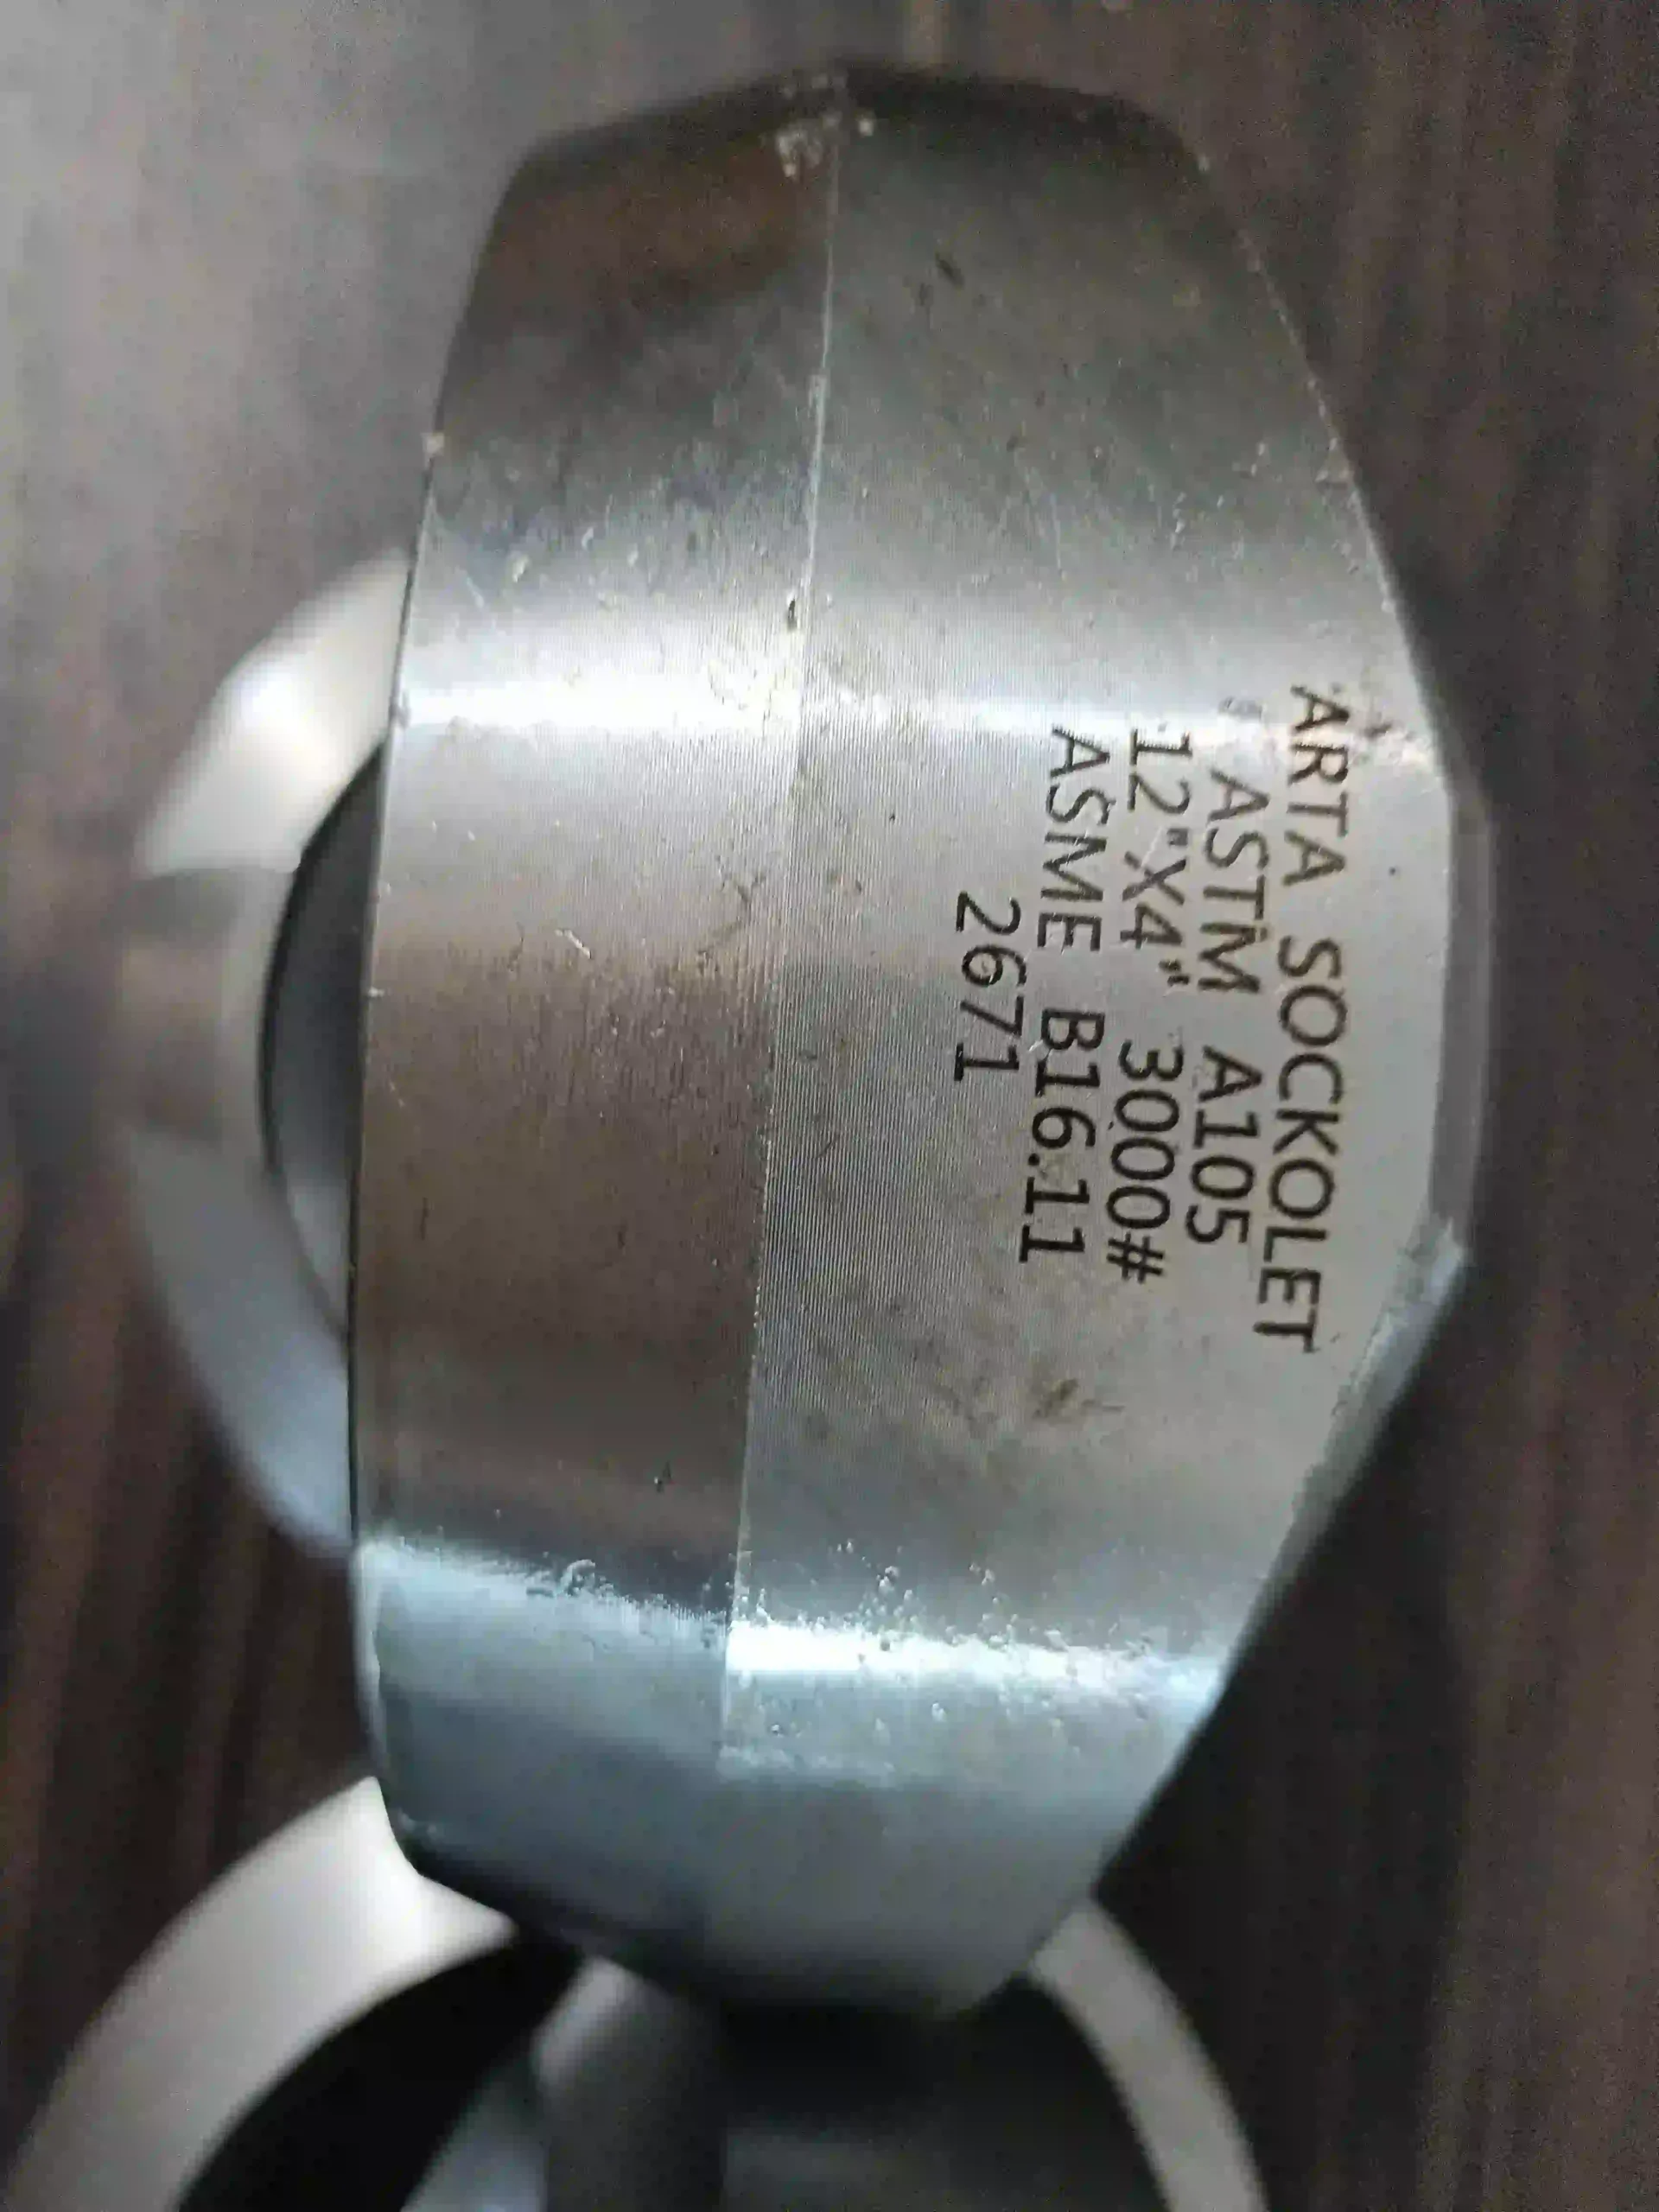 ARTA SOCKOLET
ASTM A105
12"X4" 3000#
ASME B16.11
2671